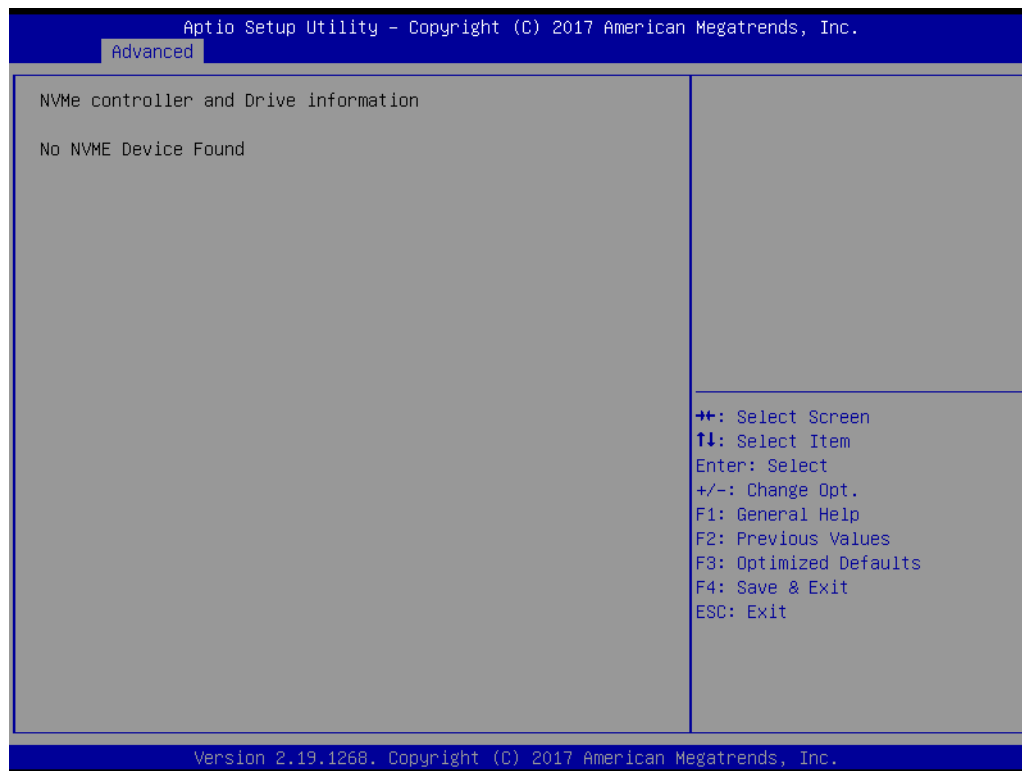 Aptio Setup Utility – Copyright (C) 2017 American Megatrends, Inc.
Advanced
NVMe controller and Drive information
No NVME Device Found
→←: Select Screen
↑↓: Select Item
Enter: Select
+/-: Change Opt.
F1: General Help
F2: Previous Values
F3: Optimized Defaults
F4: Save & Exit
ESC: Exit
Version 2.19.1268. Copyright (C) 2017 American Megatrends, Inc.